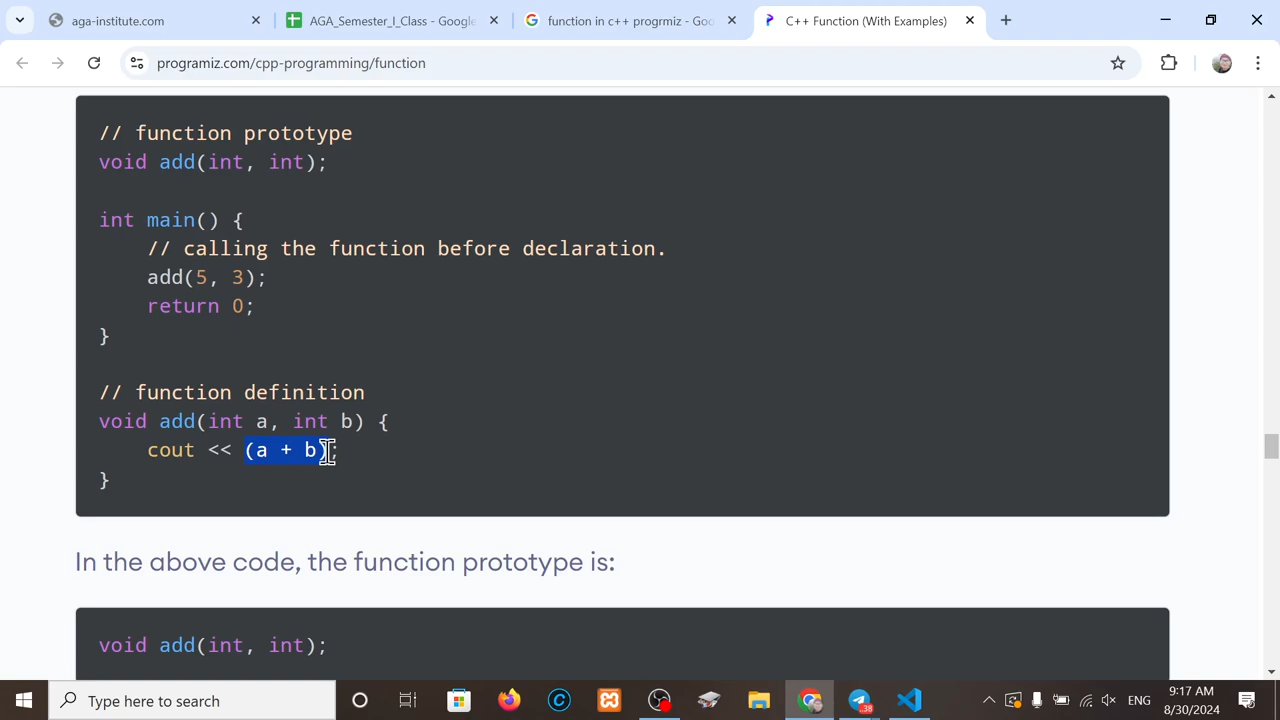 aga-institute.com
AGA_Semester_I_Class - Google
function in c++ progrmiz - Goo
C++ Function (With Examples)
programiz.com/cpp-programming/function
// function prototype
void add(int, int);
int main() {
// calling the function before declaration.
add(5, 3);
return 0;
}
// function definition
void add(int a, int b) {
cout << (a + b);
}
In the above code, the function prototype is:
void add(int, int);
Type here to search
38
ENG
9:17 AM
8/30/2024